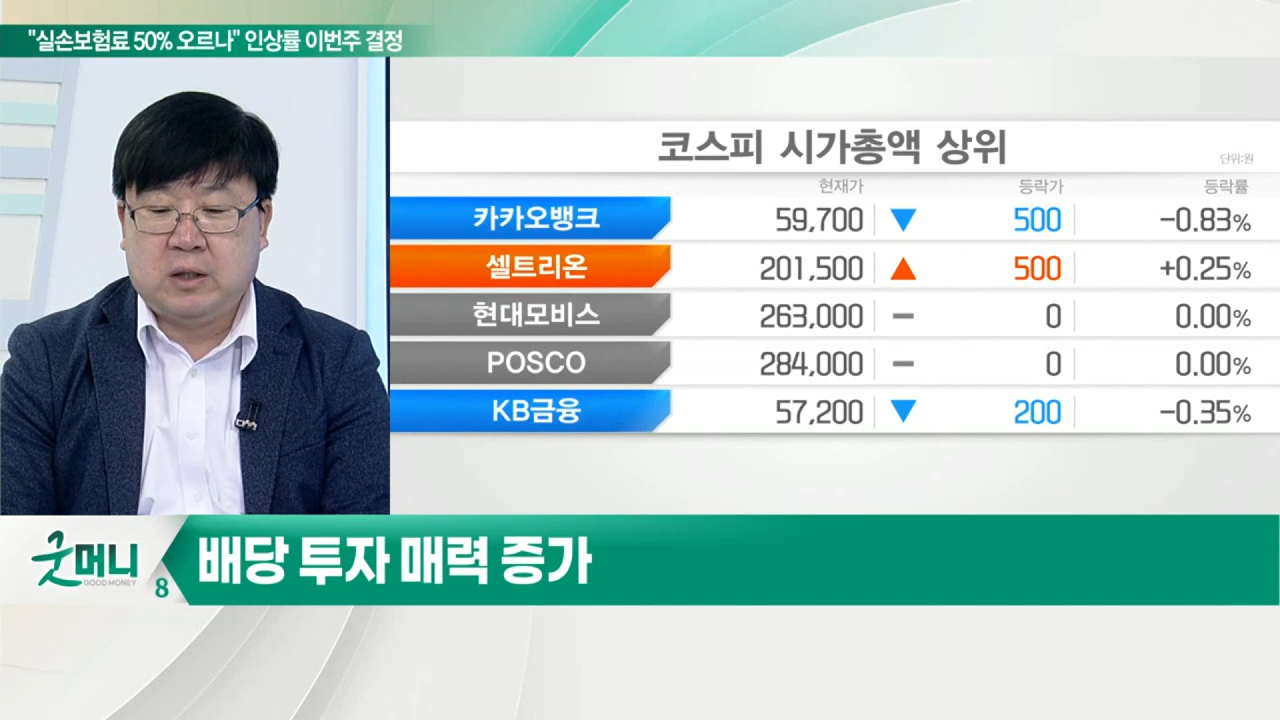 "실손보험료 50% 오르나" 인상률 이번주 결정
코스피 시가총액 상위
단위:원
현재가 등락가 등락률
카카오뱅크 59,700 ▼ 500 -0.83%
셀트리온 201,500 ▲ 500 +0.25%
현대모비스 263,000 - 0 0.00%
POSCO 284,000 - 0 0.00%
KB금융 57,200 ▼ 200 -0.35%
굿머니
GOOD MONEY
8
배당 투자 매력 증가